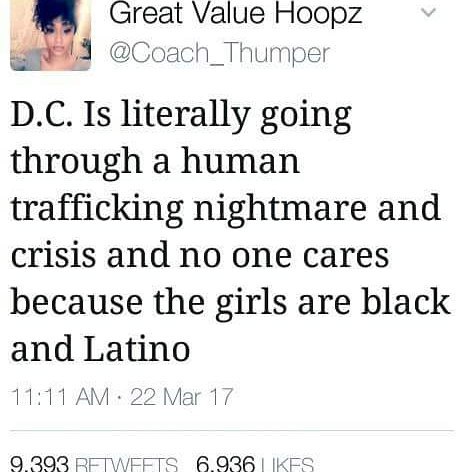 Great Value Hoopz
@Coach_Thumper
D.C. Is literally going
through a human
trafficking nightmare and
crisis and no one cares
because the girls are black
and Latino
11:11 AM · 22 Mar 17
9,393 RETWEETS 6,936 LIKES